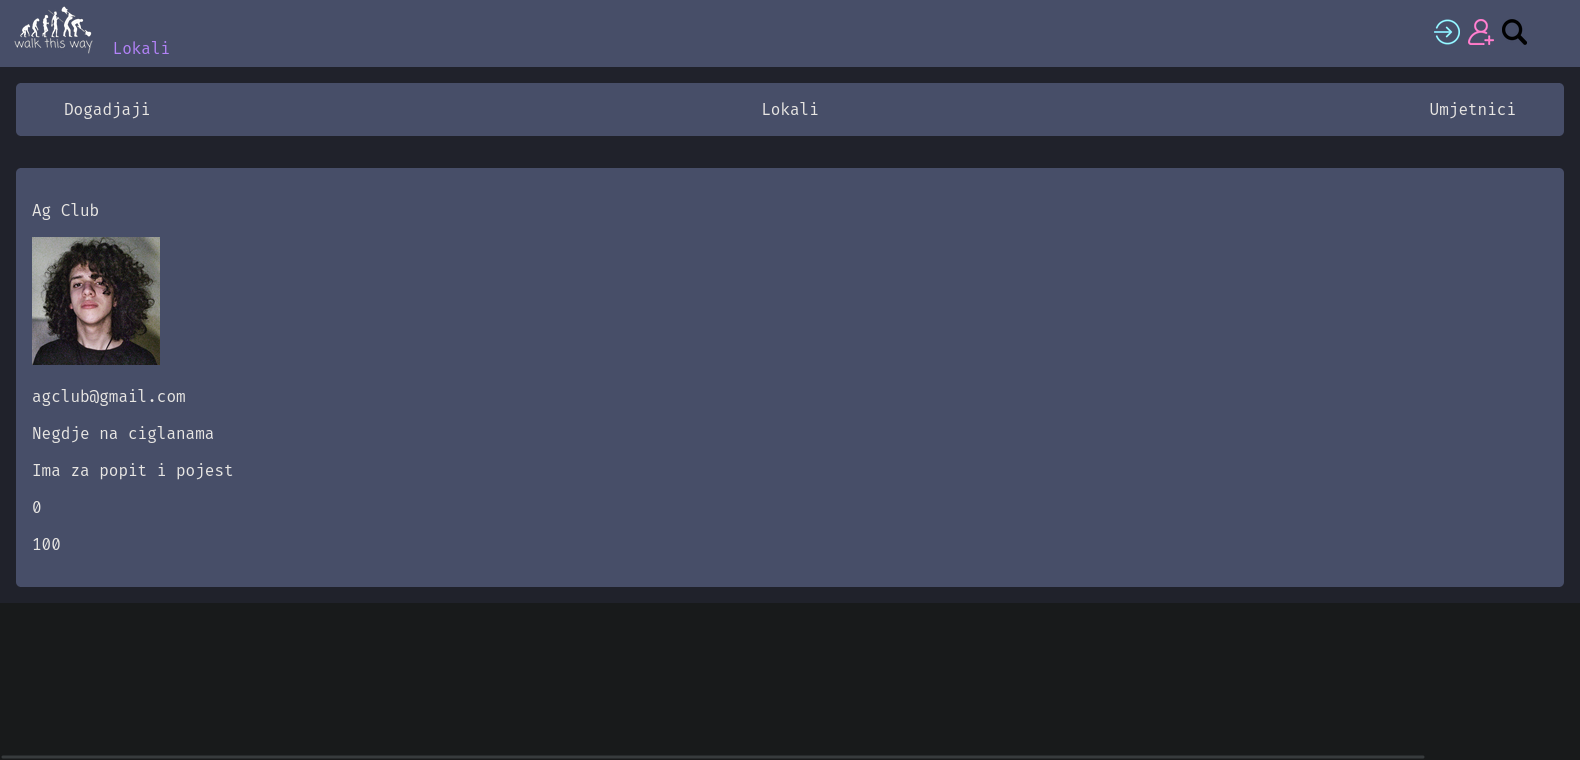 walk this way
Lokali
Dogadjaji
Lokali
Umjetnici
Ag Club
agclub@gmail.com
Negdje na ciglanama
Ima za popit i pojest
0
100